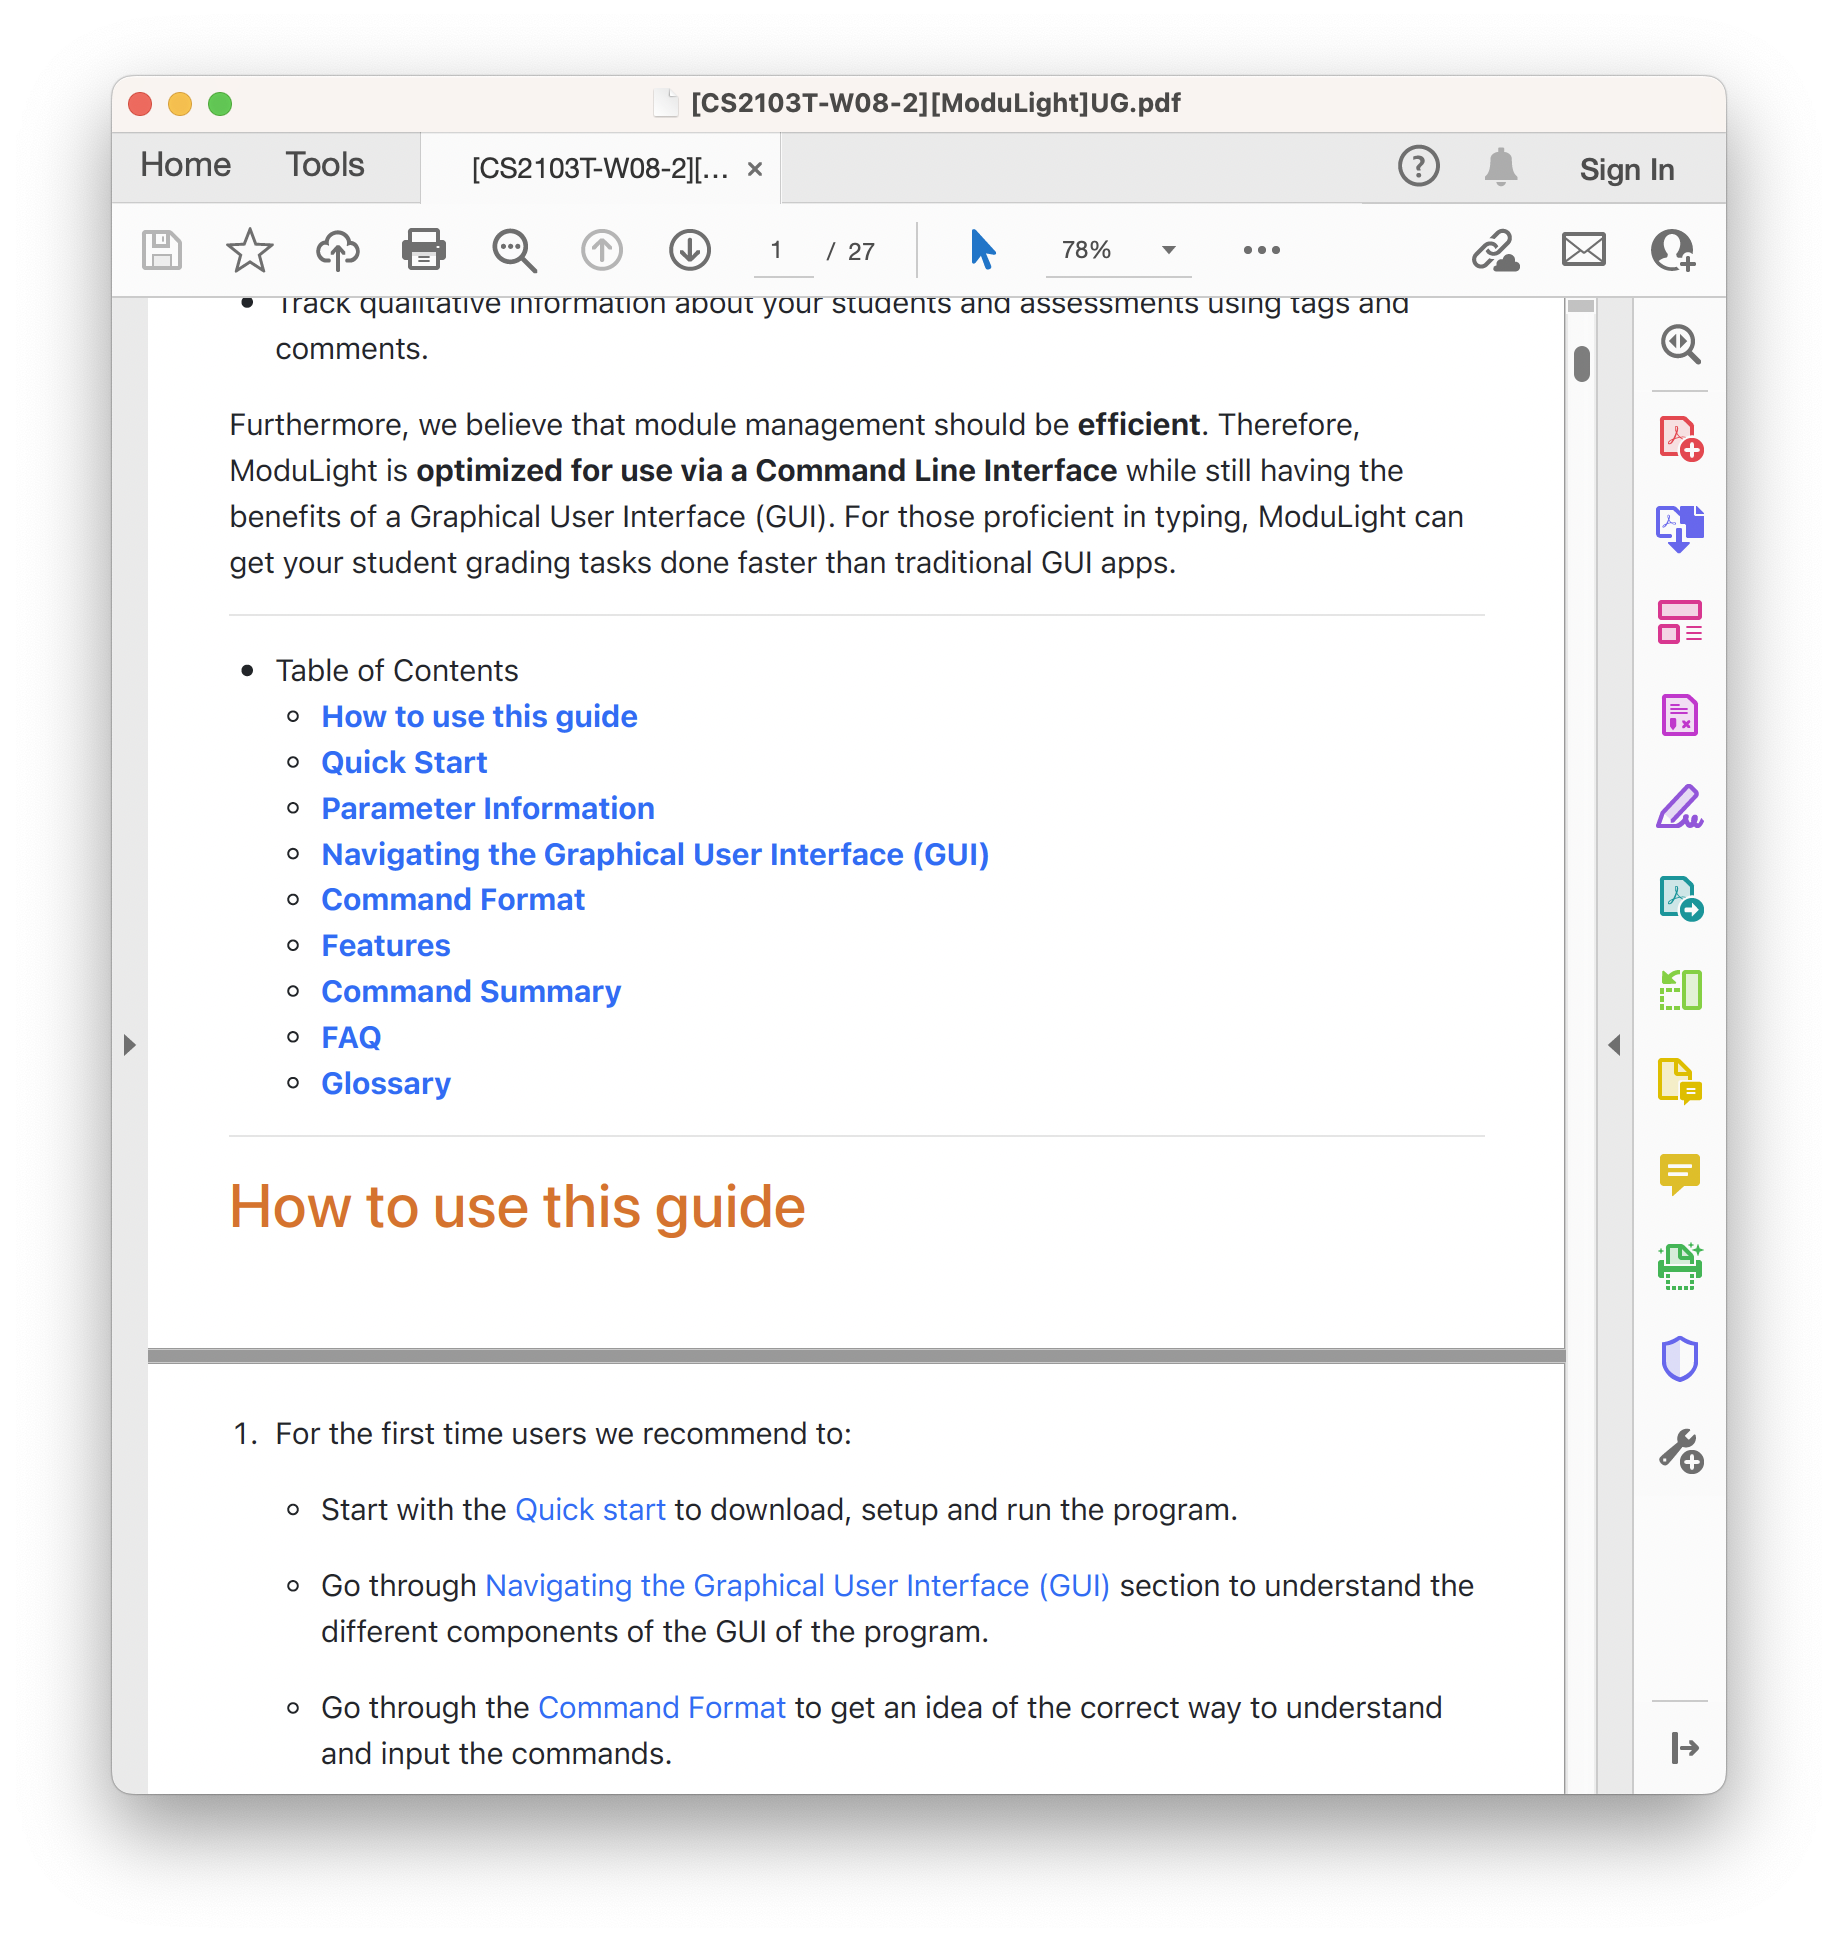 [CS2103T-W08-2][ModuLight]UG.pdf
Home Tools [CS2103T-W08-2][... × ? Sign In
1 / 27 78%
• Track qualitative information about your students and assessments using tags and
comments.
Furthermore, we believe that module management should be efficient. Therefore,
ModuLight is optimized for use via a Command Line Interface while still having the
benefits of a Graphical User Interface (GUI). For those proficient in typing, ModuLight can
get your student grading tasks done faster than traditional GUI apps.
• Table of Contents
◦ How to use this guide
◦ Quick Start
◦ Parameter Information
◦ Navigating the Graphical User Interface (GUI)
◦ Command Format
◦ Features
◦ Command Summary
◦ FAQ
◦ Glossary
How to use this guide
1. For the first time users we recommend to:
◦ Start with the Quick start to download, setup and run the program.
◦ Go through Navigating the Graphical User Interface (GUI) section to understand the
different components of the GUI of the program.
◦ Go through the Command Format to get an idea of the correct way to understand
and input the commands.